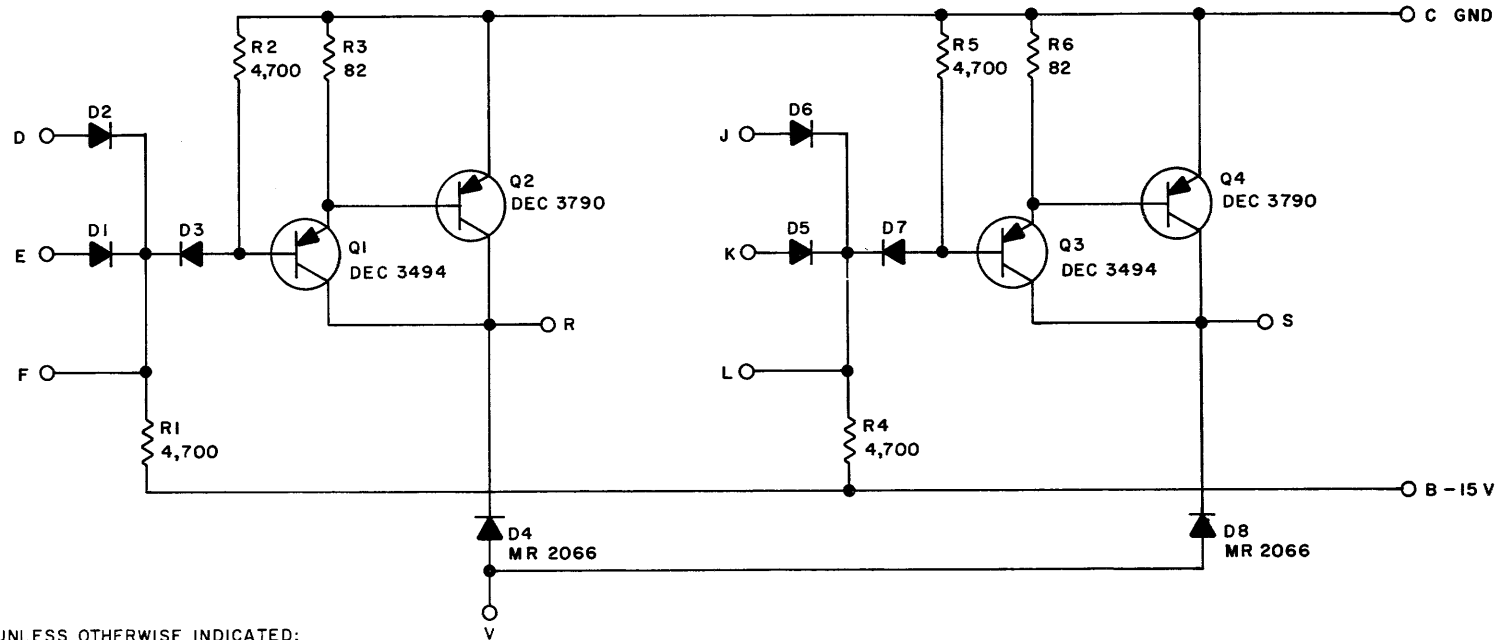 C GND
R2
4,700
R3
82
R5
4,700
R6
82
D2
D
D6
J
Q2
DEC 3790
Q4
DEC 3790
D1
E
D3
Q1
DEC 3494
D5
K
D7
Q3
DEC 3494
R
S
F
L
R1
4,700
R4
4,700
B -15 V
D4
MR 2066
D8
MR 2066
V
UNLESS OTHERWISE INDICATED: